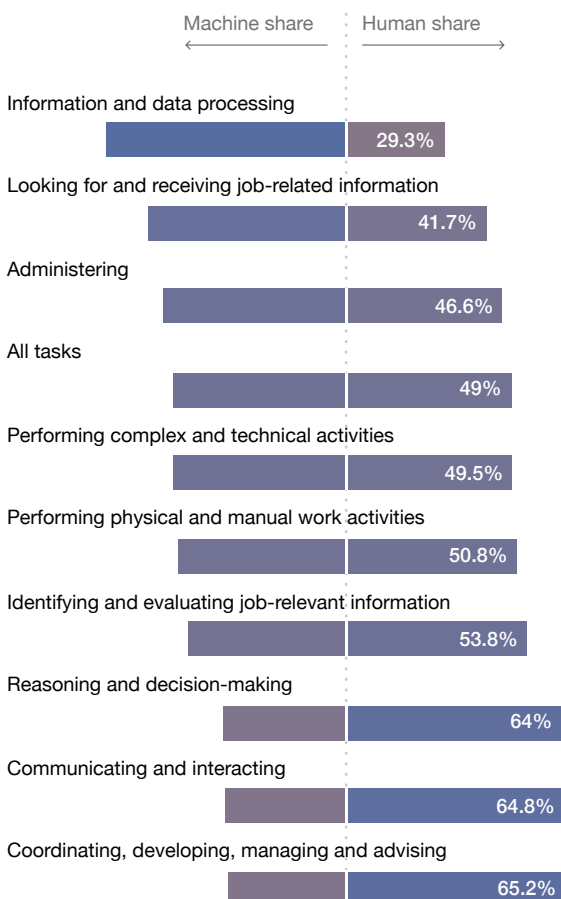 Machine share Human share
Information and data processing
29.3%
Looking for and receiving job-related information
41.7%
Administering
46.6%
All tasks
49%
Performing complex and technical activities
49.5%
Performing physical and manual work activities
50.8%
Identifying and evaluating job-relevant information
53.8%
Reasoning and decision-making
64%
Communicating and interacting
64.8%
Coordinating, developing, managing and advising
65.2%